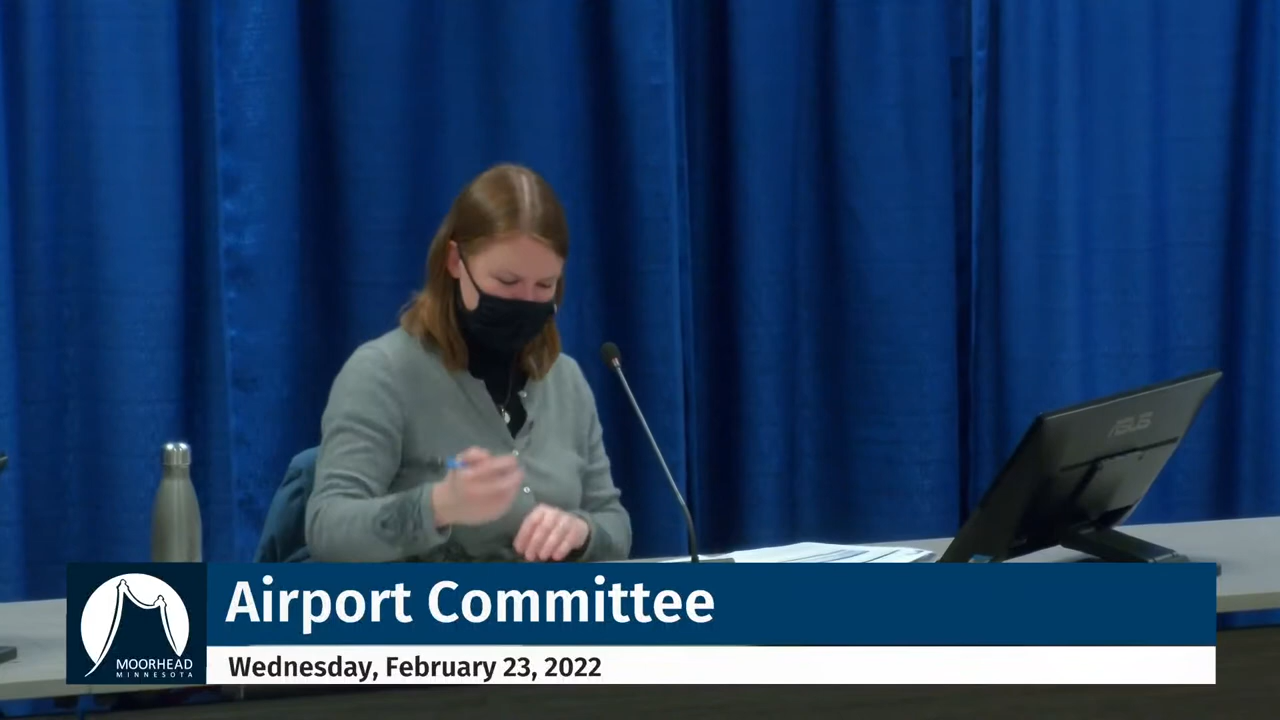 ASUS
Airport Committee
MOORHEAD
MINNESOTA
Wednesday, February 23, 2022